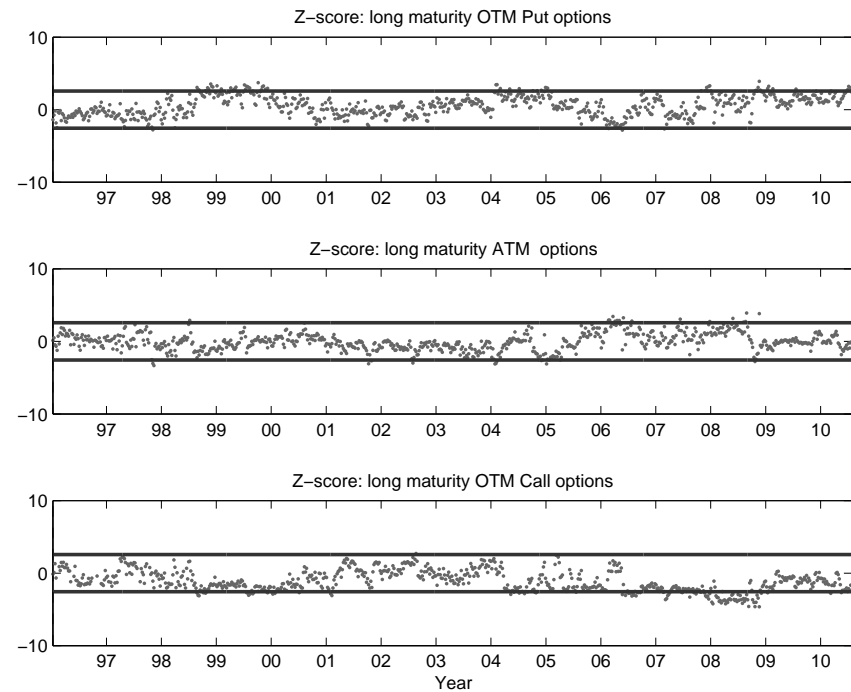 Z−score: long maturity OTM Put options
10
0
−10
97 98 99 00 01 02 03 04 05 06 07 08 09 10
Z−score: long maturity ATM options
10
0
−10
97 98 99 00 01 02 03 04 05 06 07 08 09 10
Z−score: long maturity OTM Call options
10
0
−10
97 98 99 00 01 02 03 04 05 06 07 08 09 10
Year